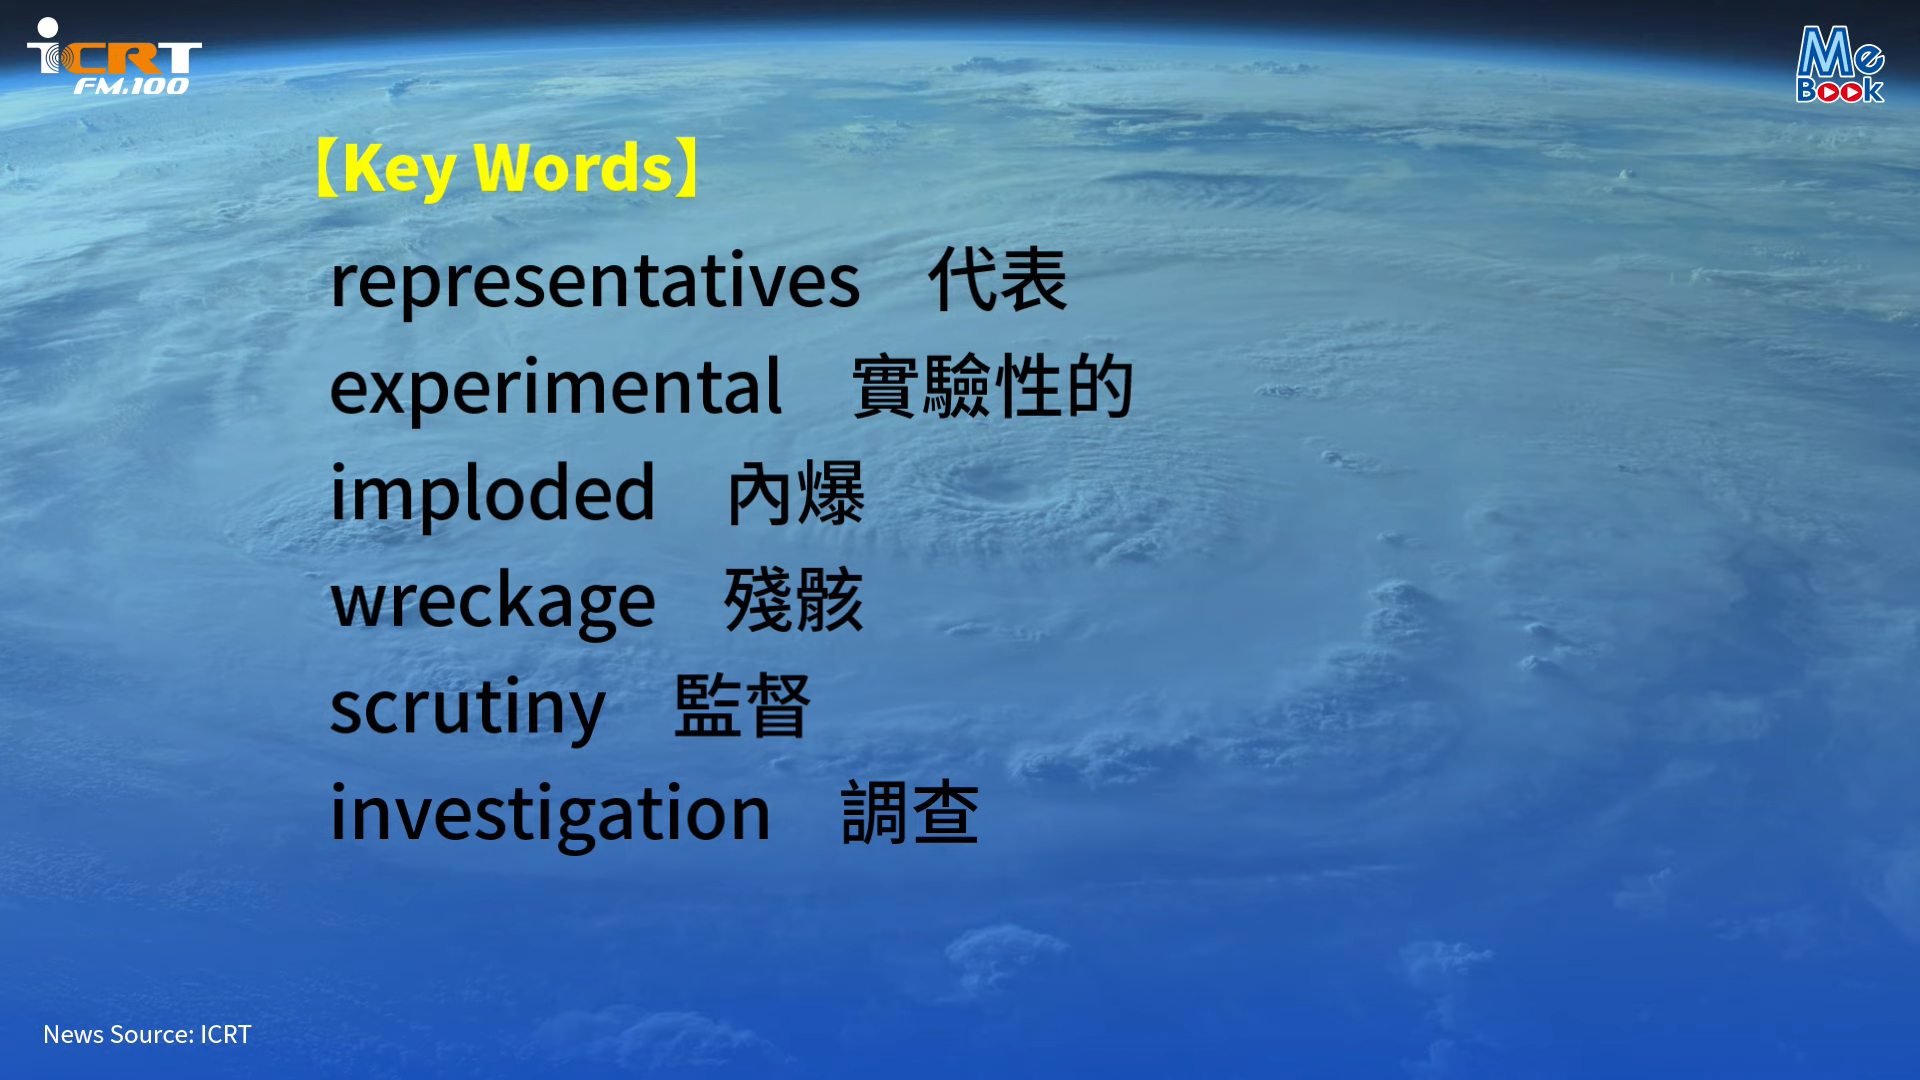 iCRT
FM.100
Me
Book
【Key Words】
representatives 代表
experimental 實驗性的
imploded 內爆
wreckage 殘骸
scrutiny 監督
investigation 調查
News Source: ICRT